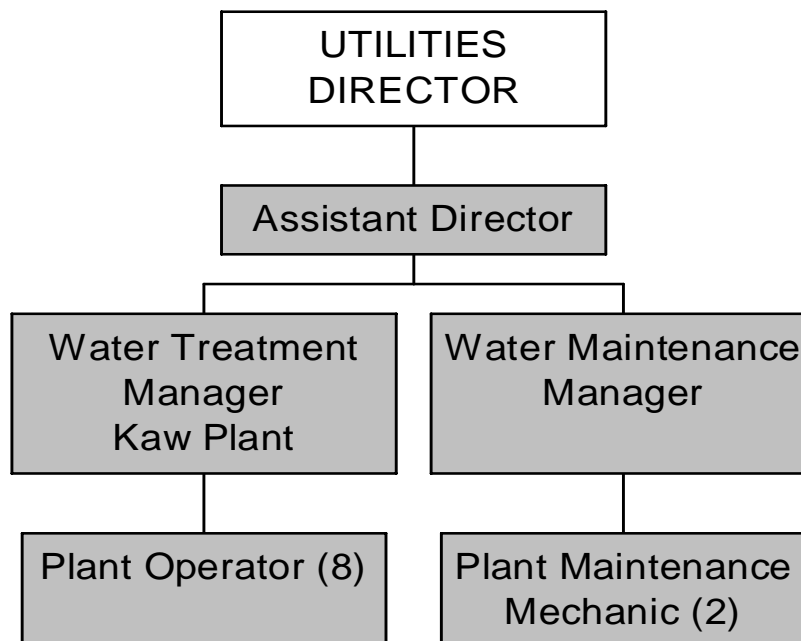 UTILITIES
DIRECTOR
Assistant Director
Water Treatment
Manager
Kaw Plant
Water Maintenance
Manager
Plant Operator (8)
Plant Maintenance
Mechanic (2)